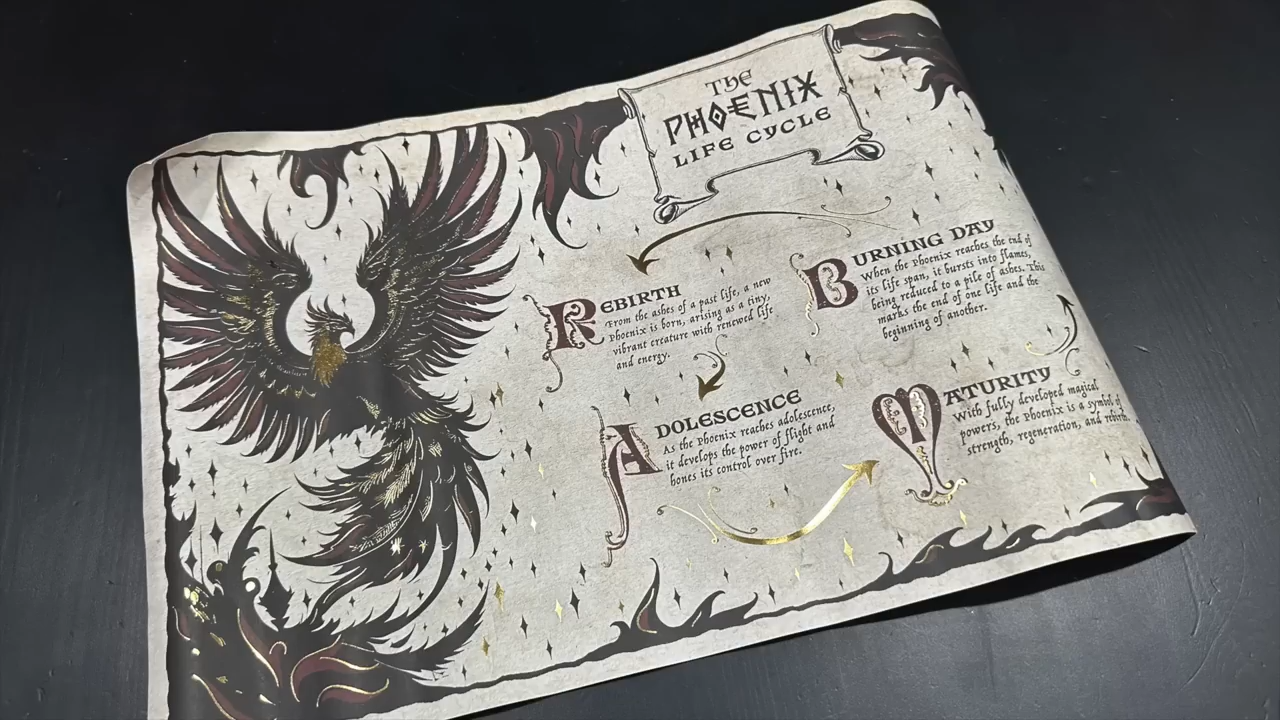 THE
PHOENIX
LIFE CYCLE
REBIRTH
From the ashes of a past life, a new
Phoenix is born, arising as a tiny,
vibrant creature with renewed life
and energy.
ADOLESCENCE
As the Phoenix reaches adolescence,
it develops the power of flight and
hones its control over fire.
MATURITY
With fully developed magical
powers, the Phoenix is a symbol of
strength, regeneration, and rebirth.
BURNING DAY
When the Phoenix reaches the end of
its life span, it bursts into flames,
being reduced to a pile of ashes. This
marks the end of one life and the
beginning of another.